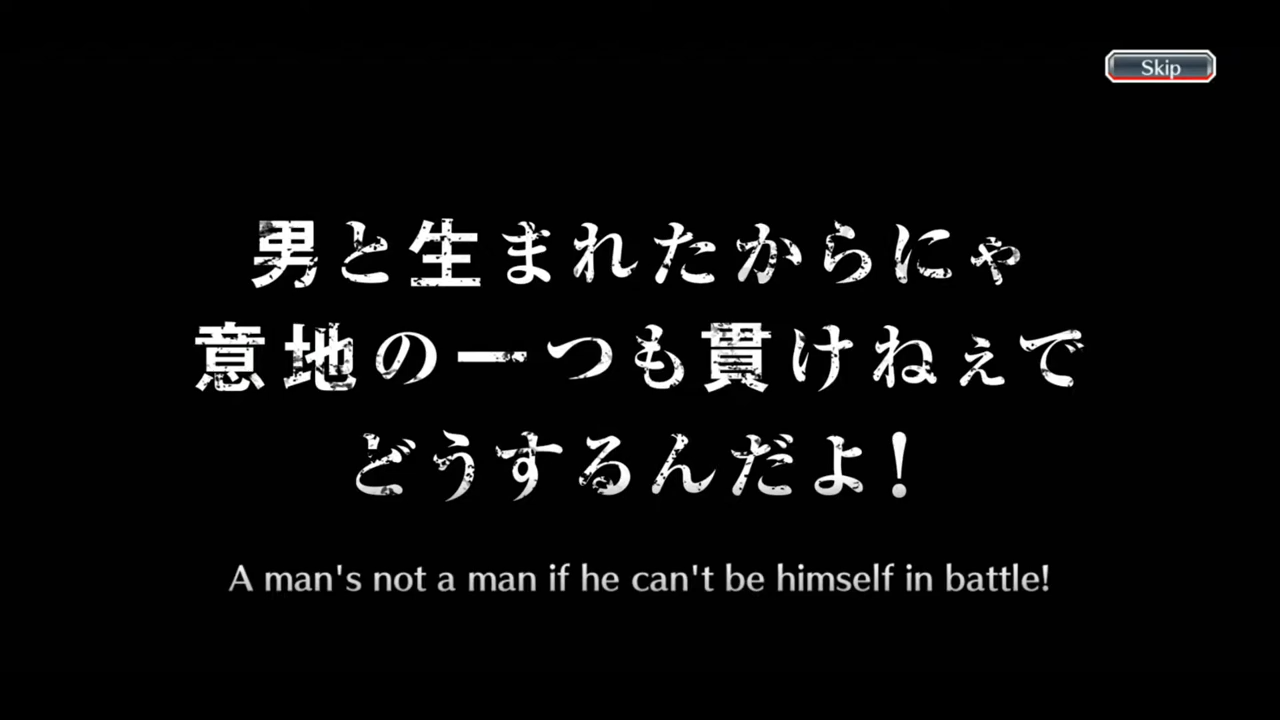 Skip
男と生まれたからにゃ
意地の一つも貫けねぇで
どうするんだよ！
A man's not a man if he can't be himself in battle!